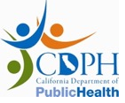 CDPH
California Department of
PublicHealth